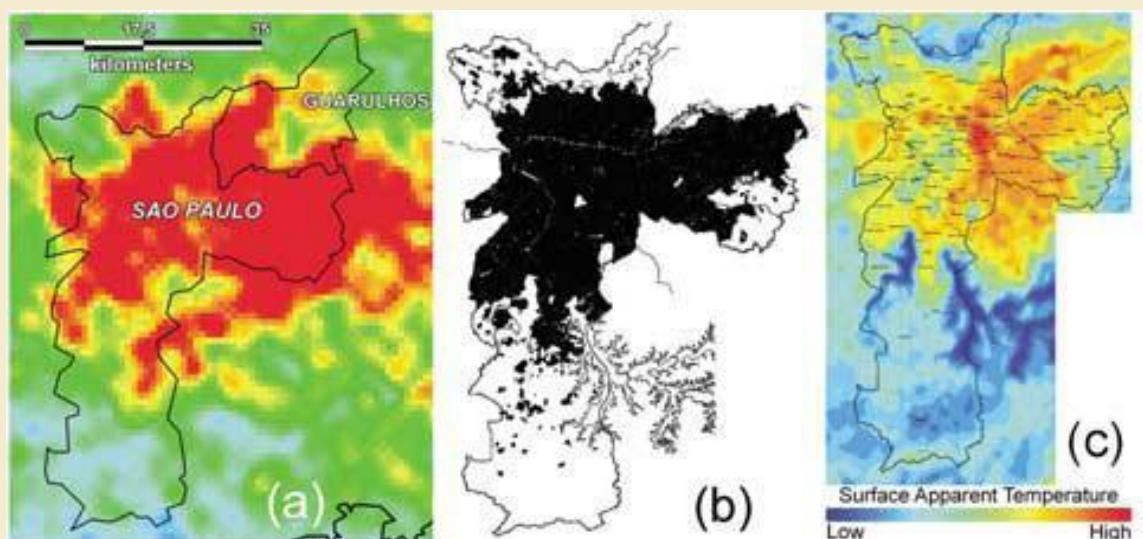 0 17.5 35
kilometers
GUARULHOS
SAO PAULO
(a)
(b)
(c)
Surface Apparent Temperature
Low High